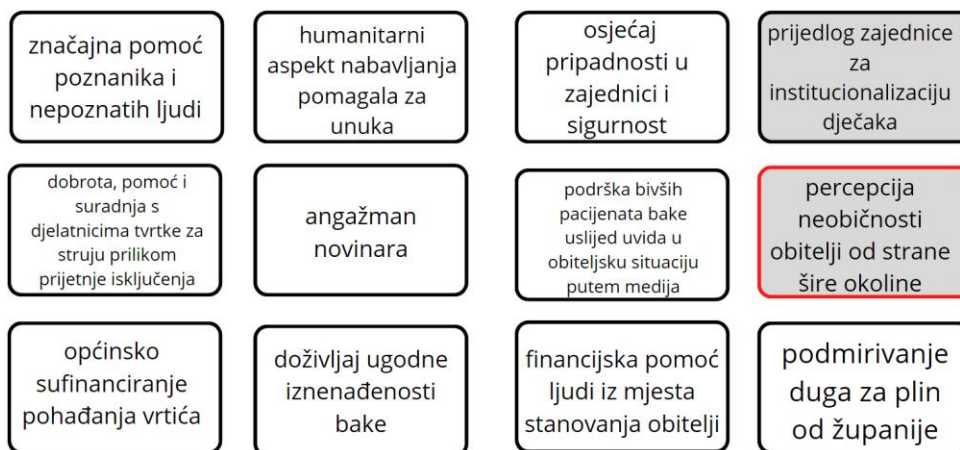 značajna pomoć
poznanika i
nepoznatih ljudi
humanitarni
aspekt nabavljanja
pomagala za
unuka
osjećaj
pripadnosti u
zajednici i
sigurnost
prijedlog zajednice
za
institucionalizaciju
dječaka
dobrota, pomoć i
suradnja s
djelatnicima tvrtke za
struju prilikom
prijetnje isključenja
angažman
novinara
podrška bivših
pacijenata bake
uslijed uvida u
obiteljsku situaciju
putem medija
percepcija
neobičnosti
obitelji od strane
šire okoline
općinsko
sufinanciranje
pohađanja vrtića
doživljaj ugodne
iznenađenosti
bake
financijska pomoć
ljudi iz mjesta
stanovanja obitelji
podmirivanje
duga za plin
od županije